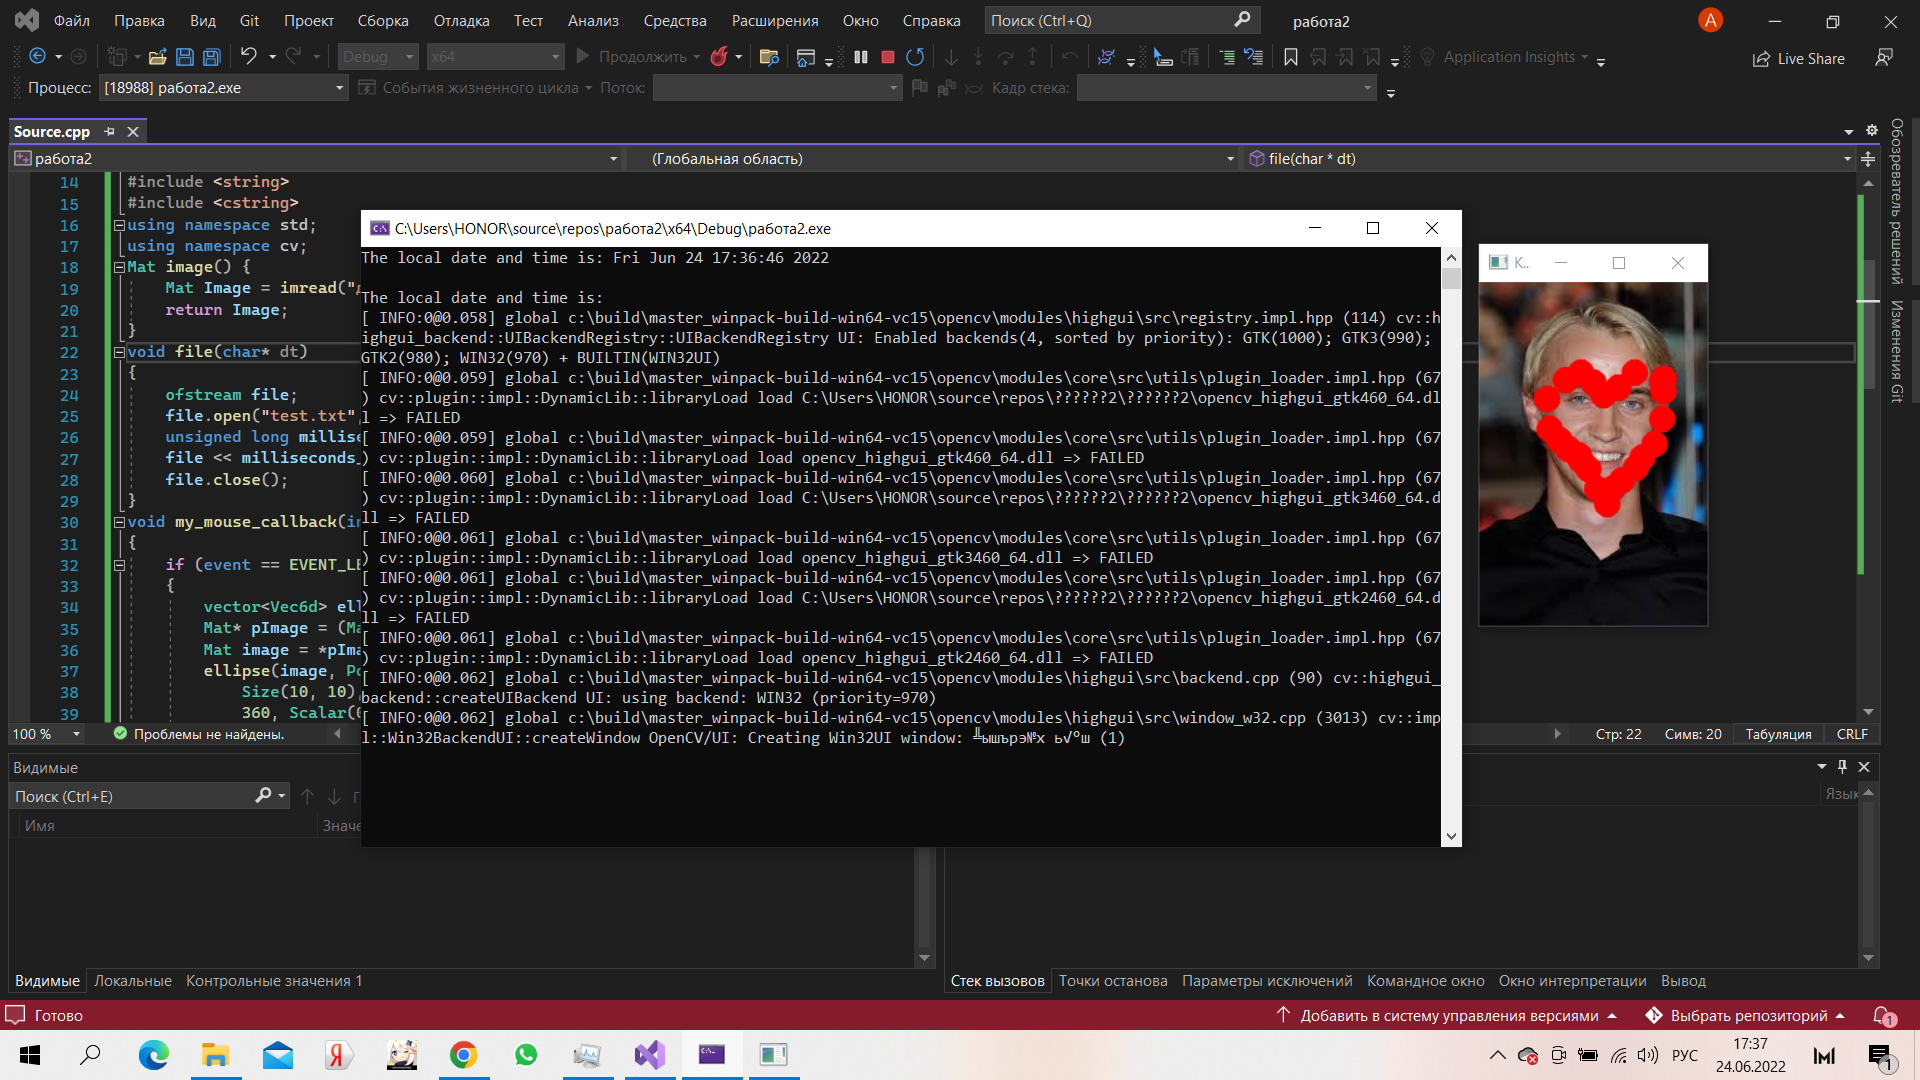 Файл Правка Вид Git Проект Сборка Отладка Тест Анализ Средства Расширения Окно Справка Поиск (Ctrl+Q) работа2 A
Debug x64 Продолжить Application Insights Live Share
Процесс: [18988] работа2.exe События жизненного цикла Поток: Кадр стека:
Source.cpp
работа2 (Глобальная область) file(char * dt)
14 #include <string>
15 #include <cstring>
16 using namespace std;
17 using namespace cv;
18 Mat image() {
19 Mat Image = imread("
20 return Image;
21 }
22 void file(char* dt)
23 {
24 ofstream file;
25 file.open("test.txt"
26 unsigned long millise
27 file << milliseconds_
28 file.close();
29 }
30 void my_mouse_callback(in
31 {
32 if (event == EVENT_LE
33 {
34 vector<Vec6d> ell
35 Mat* pImage = (Ma
36 Mat image = *pIma
37 ellipse(image, Po
38 Size(10, 10)
39 360, Scalar(
C:\Users\HONOR\source\repos\работа2\x64\Debug\работа2.exe
The local date and time is: Fri Jun 24 17:36:46 2022
The local date and time is:
[ INFO:0@0.058] global c:\build\master_winpack-build-win64-vc15\opencv\modules\highgui\src\registry.impl.hpp (114) cv::h
ighgui_backend::UIBackendRegistry::UIBackendRegistry UI: Enabled backends(4, sorted by priority): GTK(1000); GTK3(990);
GTK2(980); WIN32(970) + BUILTIN(WIN32UI)
[ INFO:0@0.059] global c:\build\master_winpack-build-win64-vc15\opencv\modules\core\src\utils\plugin_loader.impl.hpp (67
) cv::plugin::impl::DynamicLib::libraryLoad load C:\Users\HONOR\source\repos\??????2\??????2\opencv_highgui_gtk460_64.dl
l => FAILED
[ INFO:0@0.059] global c:\build\master_winpack-build-win64-vc15\opencv\modules\core\src\utils\plugin_loader.impl.hpp (67
) cv::plugin::impl::DynamicLib::libraryLoad load opencv_highgui_gtk460_64.dll => FAILED
[ INFO:0@0.060] global c:\build\master_winpack-build-win64-vc15\opencv\modules\core\src\utils\plugin_loader.impl.hpp (67
) cv::plugin::impl::DynamicLib::libraryLoad load C:\Users\HONOR\source\repos\??????2\??????2\opencv_highgui_gtk3460_64.d
ll => FAILED
[ INFO:0@0.061] global c:\build\master_winpack-build-win64-vc15\opencv\modules\core\src\utils\plugin_loader.impl.hpp (67
) cv::plugin::impl::DynamicLib::libraryLoad load opencv_highgui_gtk3460_64.dll => FAILED
[ INFO:0@0.061] global c:\build\master_winpack-build-win64-vc15\opencv\modules\core\src\utils\plugin_loader.impl.hpp (67
) cv::plugin::impl::DynamicLib::libraryLoad load C:\Users\HONOR\source\repos\??????2\??????2\opencv_highgui_gtk2460_64.d
ll => FAILED
[ INFO:0@0.061] global c:\build\master_winpack-build-win64-vc15\opencv\modules\core\src\utils\plugin_loader.impl.hpp (67
) cv::plugin::impl::DynamicLib::libraryLoad load opencv_highgui_gtk2460_64.dll => FAILED
[ INFO:0@0.062] global c:\build\master_winpack-build-win64-vc15\opencv\modules\highgui\src\backend.cpp (90) cv::highgui_
backend::createUIBackend UI: using backend: WIN32 (priority=970)
[ INFO:0@0.062] global c:\build\master_winpack-build-win64-vc15\opencv\modules\highgui\src\window_w32.cpp (3013) cv::imp
l::Win32BackendUI::createWindow OpenCV/UI: Creating Win32UI window: ╩ышърэ№х ь√°ш (1)
К..
Обозреватель решений
Изменения Git
100 % Проблемы не найдены. Стр: 22 Симв: 20 Табуляция CRLF
Видимые
Поиск (Ctrl+E)
Имя Значе Язык
Видимые Локальные Контрольные значения 1 Стек вызовов Точки останова Параметры исключений Командное окно Окно интерпретации Вывод
Готово Добавить в систему управления версиями Выбрать репозиторий 1
РУС 17:37
24.06.2022 1